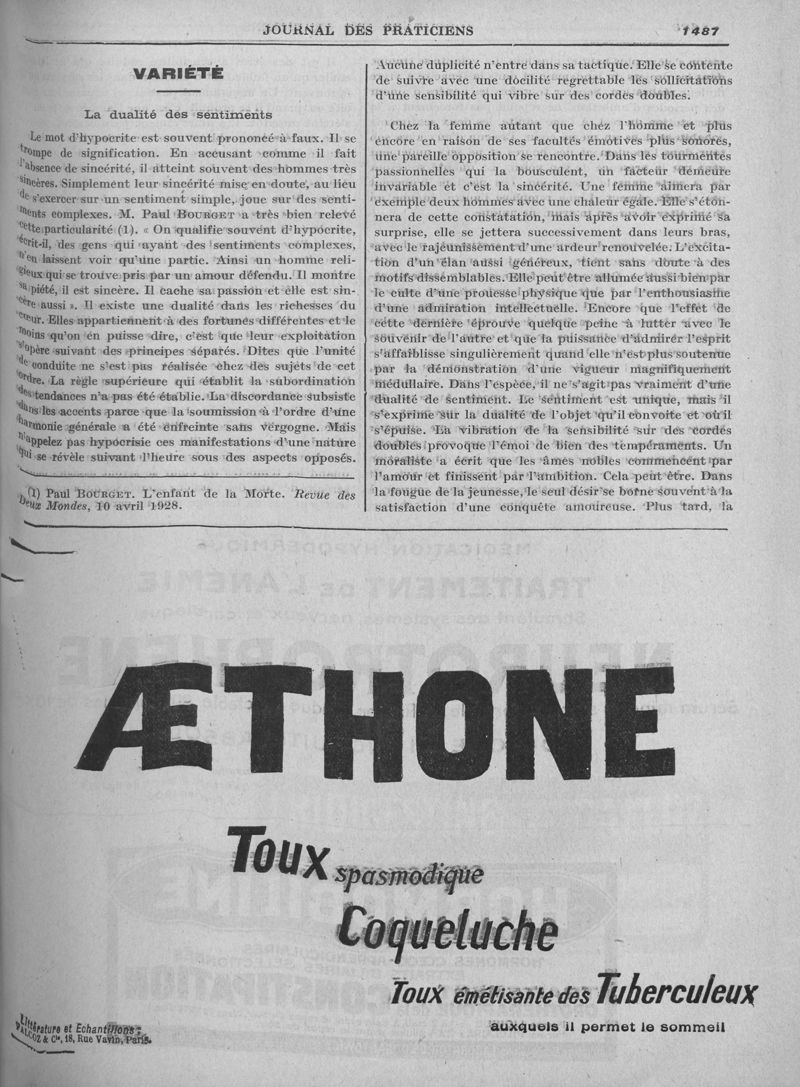 JOURNAL DES PRATICIENS 1487
VARIÉTÉ
La dualité des sentiments
Le mot d'hypocrite est souvent prononcé à faux. Il se
trompe de signification. En accusant comme il fait
l'absence de sincérité, il atteint souvent des hommes très
sincères. Simplement leur sincérité mise en doute, au lieu
de s'exercer sur un sentiment simple, joue sur des senti-
ments complexes. M. Paul BOURGET a très bien relevé
cette particularité (1). « On qualifie souvent d'hypocrite,
écrit-il, des gens qui ayant des sentiments complexes,
n'en laissent voir qu'une partie. Ainsi un homme reli-
gieux qui se trouve pris par un amour défendu. Il montre
sa piété, il est sincère. Il cache sa passion et elle est sin-
cère aussi ». Il existe une dualité dans les richesses du
cœur. Elles appartiennent à des fortunes différentes et le
moins qu'on en puisse dire, c'est que leur exploitation
s'opère suivant des principes séparés. Dites que l'unité
de conduite ne s'est pas réalisée chez des sujets de cet
ordre. La règle supérieure qui établit la subordination
des tendances n'a pas été établie. La discordance subsiste
dans les accents parce que la soumission à l'ordre d'une
harmonie générale a été enfreinte sans vergogne. Mais
n'appelez pas hypocrisie ces manifestations d'une nature
qui se révèle suivant l'heure sous des aspects opposés.
(1) Paul BOURGET. L'enfant de la Morte. Revue des
Deux Mondes, 10 avril 1928.
Aucune duplicité n'entre dans sa tactique. Elle se contente
de suivre avec une docilité regrettable les sollicitations
d'une sensibilité qui vibre sur des cordes doubles.
Chez la femme autant que chez l'homme et plus
encore en raison de ses facultés émotives plus sonores,
une pareille opposition se rencontre. Dans les tourmentes
passionnelles qui la bousculent, un facteur demeure
invariable et c'est la sincérité. Une femme aimera par
exemple deux hommes avec une chaleur égale. Elle s'éton-
nera de cette constatation, mais après avoir exprimé sa
surprise, elle se jettera successivement dans leurs bras,
avec le rajeunissement d'une ardeur renouvelée. L'excita-
tion d'un élan aussi généreux, tient sans doute à des
motifs dissemblables. Elle peut être allumée aussi bien par
le culte d'une prouesse physique que par l'enthousiasme
d'une admiration intellectuelle. Encore que l'effet de
cette dernière éprouve quelque peine à lutter avec le
souvenir de l'autre et que la puissance d'admirer l'esprit
s'affaiblisse singulièrement quand elle n'est plus soutenue
par la démonstration d'une vigueur magnifiquement
médullaire. Dans l'espèce, il ne s'agit pas vraiment d'une
dualité de sentiment. Le sentiment est unique, mais il
s'exprime sur la dualité de l'objet qu'il convoite et où il
s'épuise. La vibration de la sensibilité sur des cordes
doubles provoque l'émoi de bien des tempéraments. Un
moraliste a écrit que les âmes nobles commencent par
l'amour et finissent par l'ambition. Cela peut être. Dans
la fougue de la jeunesse, le seul désir se borne souvent à la
satisfaction d'une conquête amoureuse. Plus tard, la
ÆTHONE
Toux spasmodique
Coqueluche
Toux émétisante des Tuberculeux
auxquels il permet le sommeil
Littérature et Echantillons :
& Cie, 18, Rue Vavin, Paris.